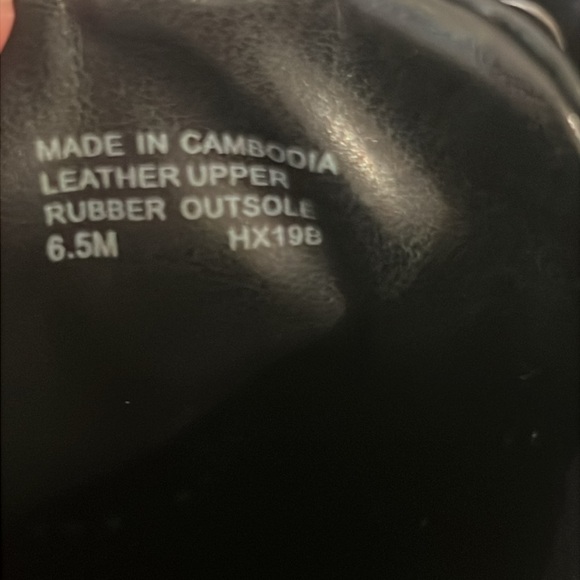 MADE IN CAMBODIA
LEATHER UPPER
RUBBER OUTSOLE
6.5M HX19B